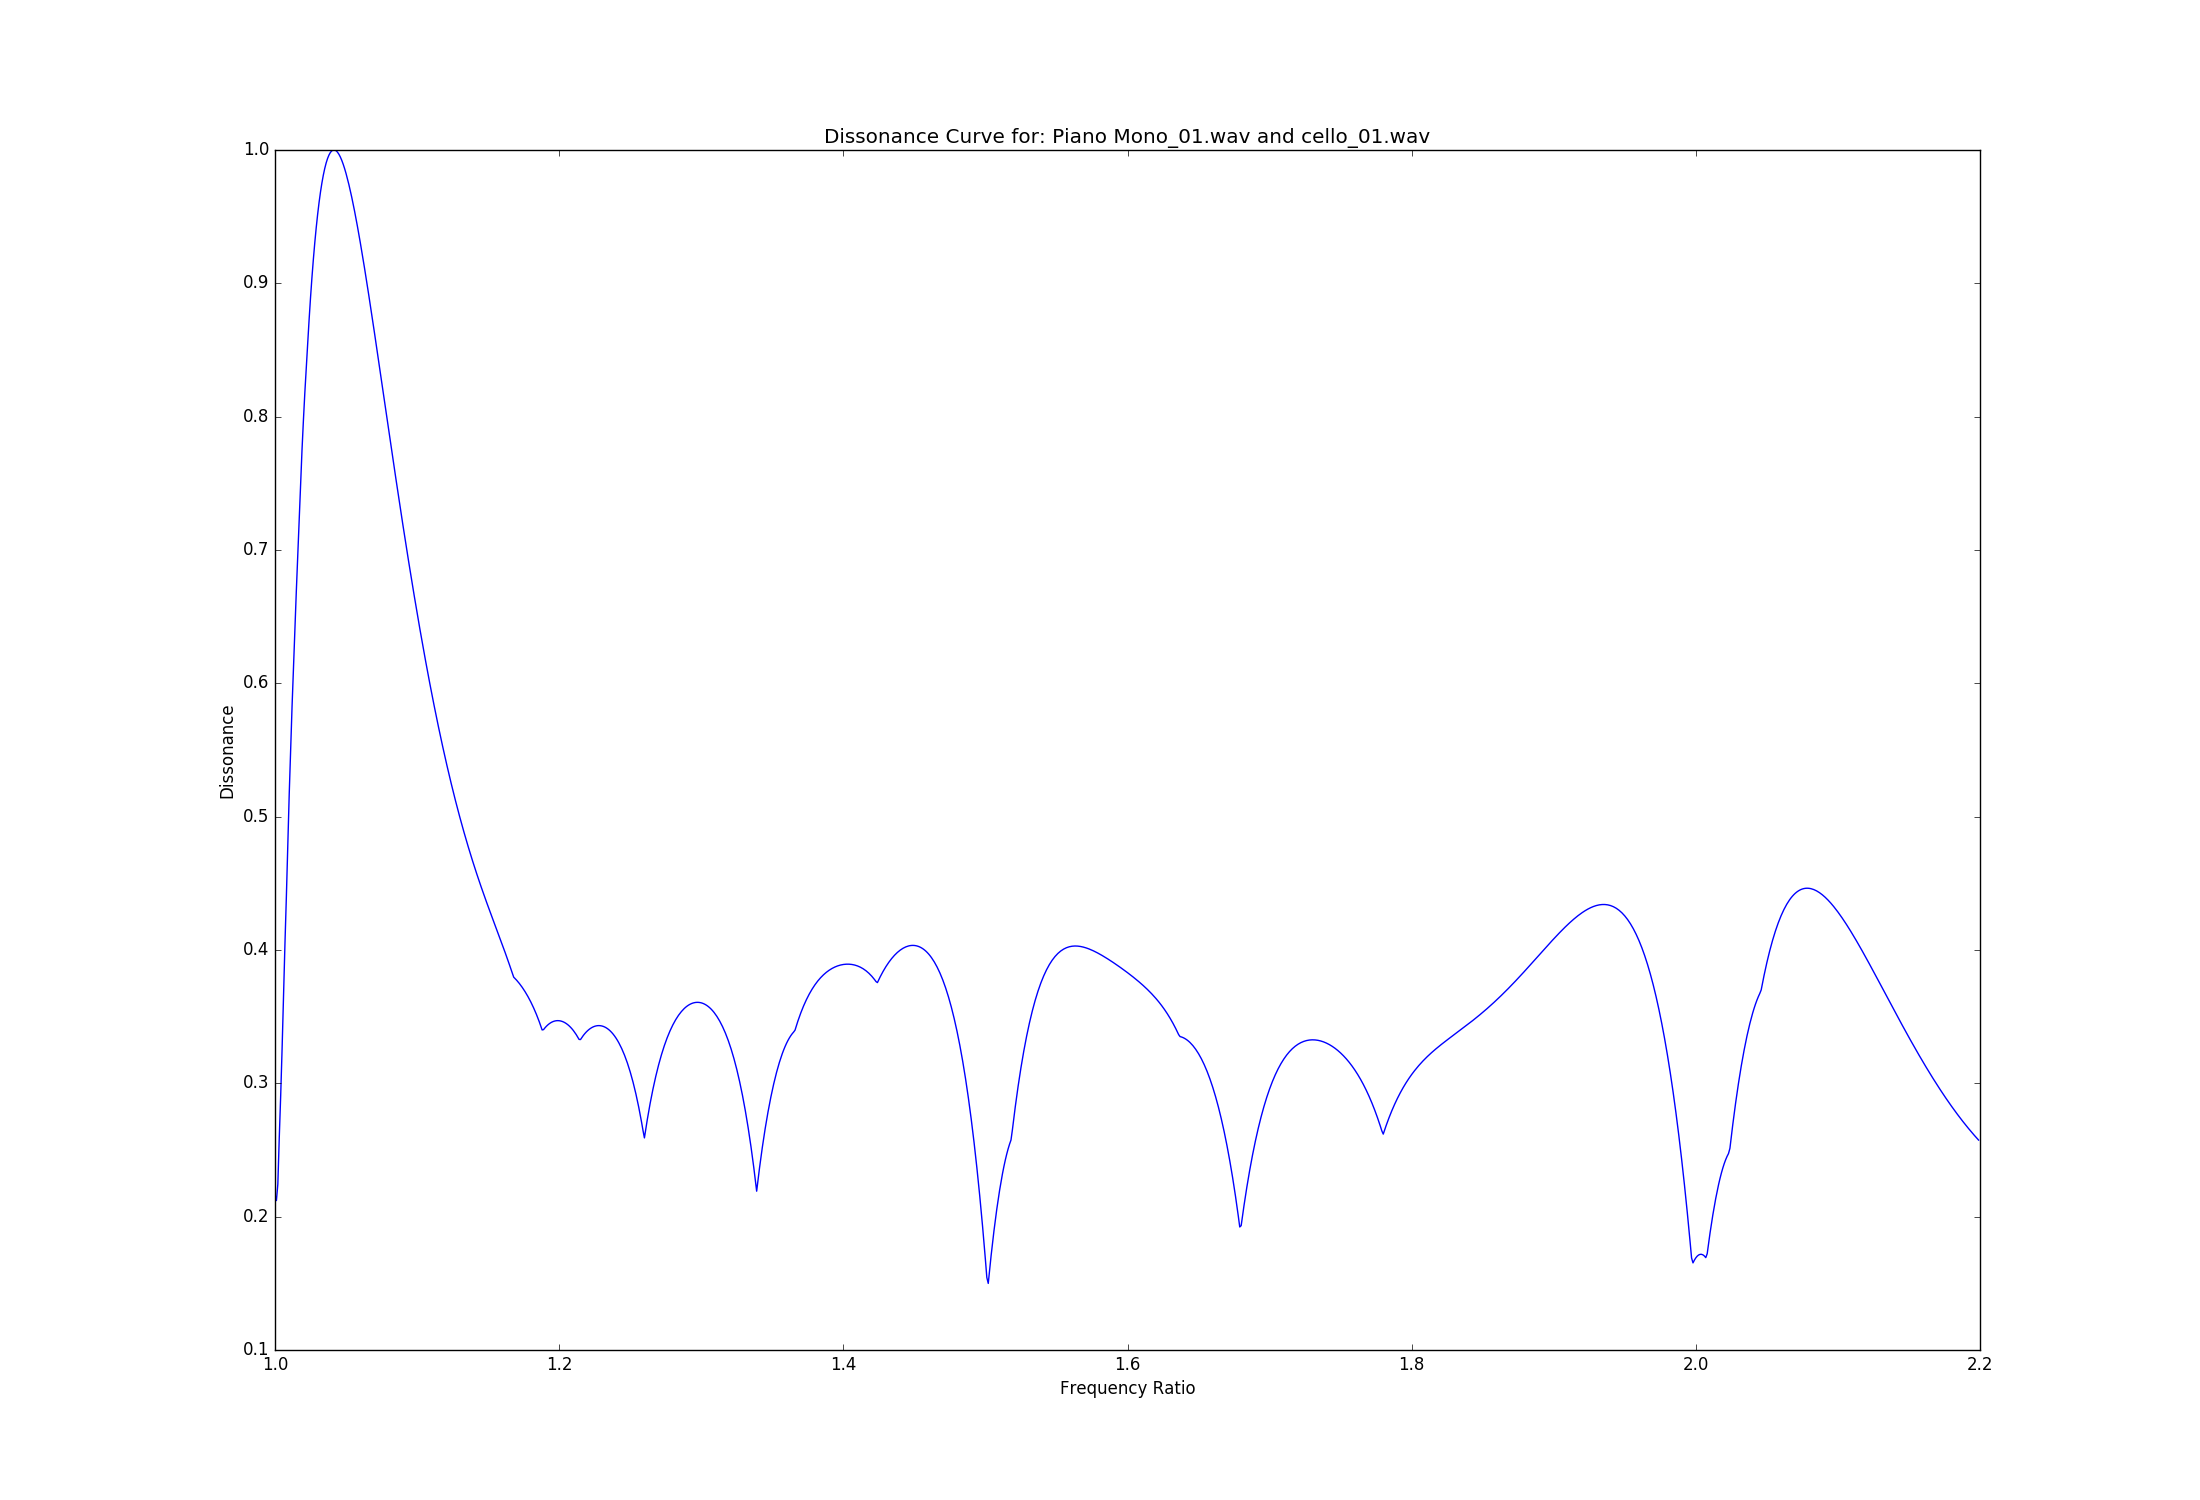 Dissonance Curve for: Piano Mono_01.wav and cello_01.wav
1.0
0.9
0.8
0.7
0.6
0.5
0.4
0.3
0.2
0.1
Dissonance
1.0 1.2 1.4 1.6 1.8 2.0 2.2
Frequency Ratio